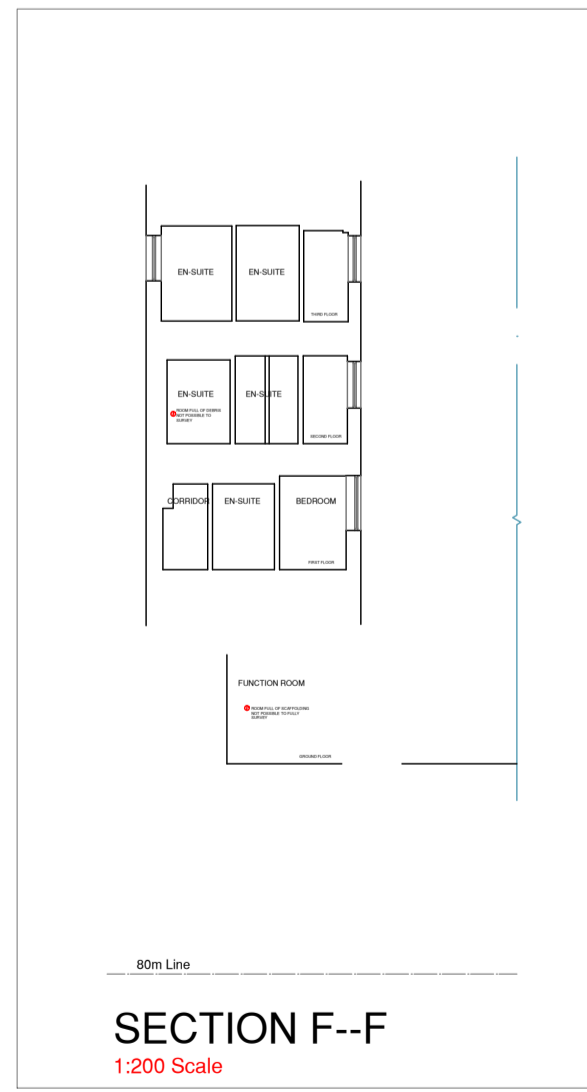 EN-SUITE EN-SUITE
THIRD FLOOR
EN-SUITE EN-SUITE
ROOM FULL OF DEBRIS
NOT POSSIBLE TO
SURVEY
SECOND FLOOR
CORRIDOR EN-SUITE BEDROOM
FIRST FLOOR
FUNCTION ROOM
ROOM FULL OF SCAFFOLDING
NOT POSSIBLE TO FULLY
SURVEY
GROUND FLOOR
80m Line
SECTION F--F
1:200 Scale